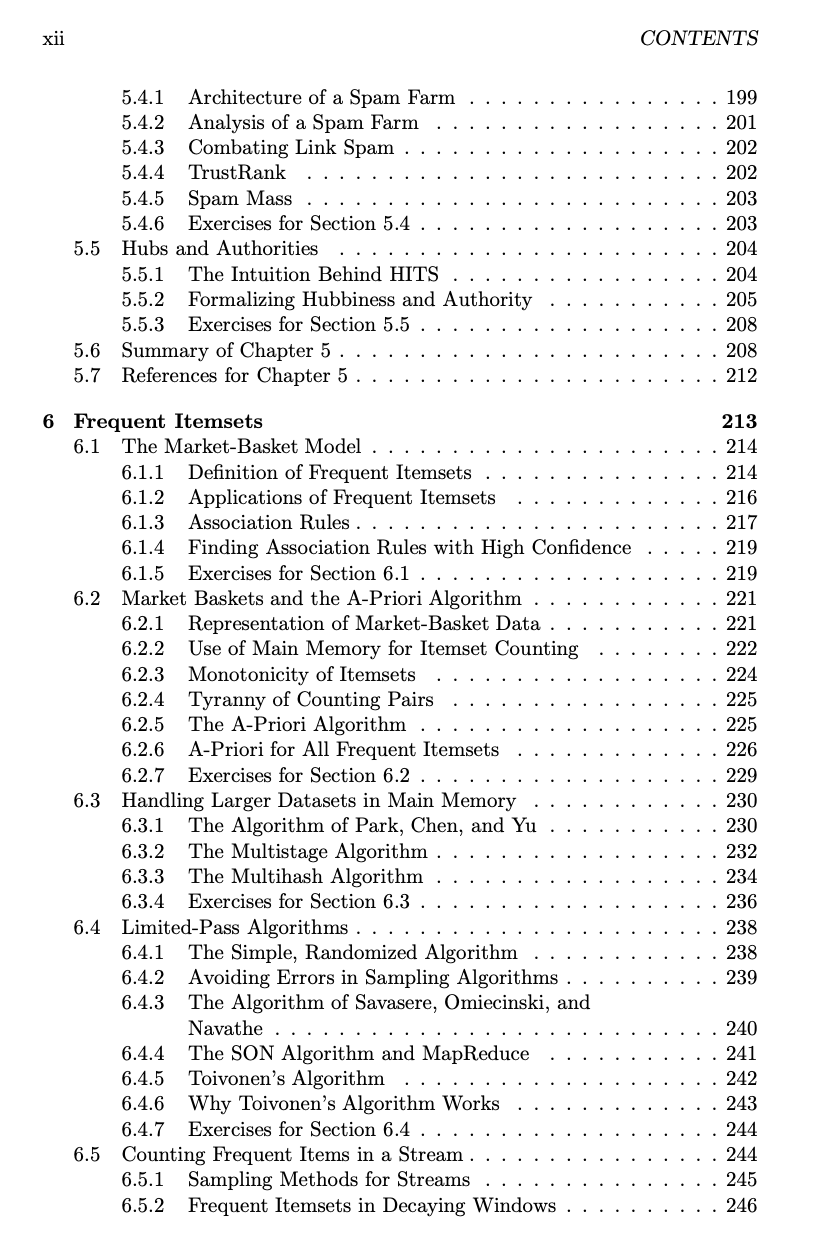 xii CONTENTS
5.4.1 Architecture of a Spam Farm . . . . . . . . . . . . . . . . 199
5.4.2 Analysis of a Spam Farm . . . . . . . . . . . . . . . . . . 201
5.4.3 Combating Link Spam . . . . . . . . . . . . . . . . . . . . 202
5.4.4 TrustRank . . . . . . . . . . . . . . . . . . . . . . . . . . 202
5.4.5 Spam Mass . . . . . . . . . . . . . . . . . . . . . . . . . . 203
5.4.6 Exercises for Section 5.4 . . . . . . . . . . . . . . . . . . . 203
5.5 Hubs and Authorities . . . . . . . . . . . . . . . . . . . . . . . . 204
5.5.1 The Intuition Behind HITS . . . . . . . . . . . . . . . . . 204
5.5.2 Formalizing Hubbiness and Authority . . . . . . . . . . . 205
5.5.3 Exercises for Section 5.5 . . . . . . . . . . . . . . . . . . . 208
5.6 Summary of Chapter 5 . . . . . . . . . . . . . . . . . . . . . . . . 208
5.7 References for Chapter 5 . . . . . . . . . . . . . . . . . . . . . . . 212
6 Frequent Itemsets 213
6.1 The Market-Basket Model . . . . . . . . . . . . . . . . . . . . . . 214
6.1.1 Definition of Frequent Itemsets . . . . . . . . . . . . . . . 214
6.1.2 Applications of Frequent Itemsets . . . . . . . . . . . . . 216
6.1.3 Association Rules . . . . . . . . . . . . . . . . . . . . . . . 217
6.1.4 Finding Association Rules with High Confidence . . . . . 219
6.1.5 Exercises for Section 6.1 . . . . . . . . . . . . . . . . . . . 219
6.2 Market Baskets and the A-Priori Algorithm . . . . . . . . . . . . 221
6.2.1 Representation of Market-Basket Data . . . . . . . . . . . 221
6.2.2 Use of Main Memory for Itemset Counting . . . . . . . . 222
6.2.3 Monotonicity of Itemsets . . . . . . . . . . . . . . . . . . 224
6.2.4 Tyranny of Counting Pairs . . . . . . . . . . . . . . . . . 225
6.2.5 The A-Priori Algorithm . . . . . . . . . . . . . . . . . . . 225
6.2.6 A-Priori for All Frequent Itemsets . . . . . . . . . . . . . 226
6.2.7 Exercises for Section 6.2 . . . . . . . . . . . . . . . . . . . 229
6.3 Handling Larger Datasets in Main Memory . . . . . . . . . . . . 230
6.3.1 The Algorithm of Park, Chen, and Yu . . . . . . . . . . . 230
6.3.2 The Multistage Algorithm . . . . . . . . . . . . . . . . . . 232
6.3.3 The Multihash Algorithm . . . . . . . . . . . . . . . . . . 234
6.3.4 Exercises for Section 6.3 . . . . . . . . . . . . . . . . . . . 236
6.4 Limited-Pass Algorithms . . . . . . . . . . . . . . . . . . . . . . . 238
6.4.1 The Simple, Randomized Algorithm . . . . . . . . . . . . 238
6.4.2 Avoiding Errors in Sampling Algorithms . . . . . . . . . . 239
6.4.3 The Algorithm of Savasere, Omiecinski, and
Navathe . . . . . . . . . . . . . . . . . . . . . . . . . . . . 240
6.4.4 The SON Algorithm and MapReduce . . . . . . . . . . . 241
6.4.5 Toivonen's Algorithm . . . . . . . . . . . . . . . . . . . . 242
6.4.6 Why Toivonen's Algorithm Works . . . . . . . . . . . . . 243
6.4.7 Exercises for Section 6.4 . . . . . . . . . . . . . . . . . . . 244
6.5 Counting Frequent Items in a Stream . . . . . . . . . . . . . . . . 244
6.5.1 Sampling Methods for Streams . . . . . . . . . . . . . . . 245
6.5.2 Frequent Itemsets in Decaying Windows . . . . . . . . . . 246